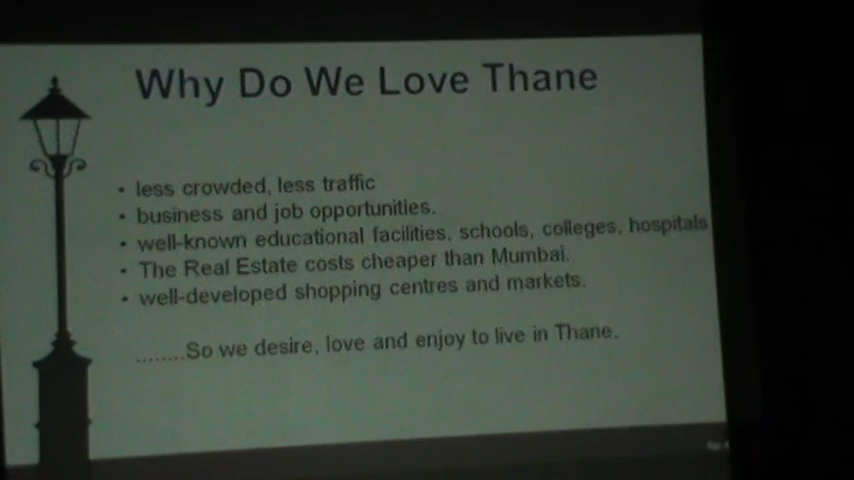 Why Do We Love Thane
• less crowded, less traffic
• business and job opportunities.
• well-known educational facilities, schools, colleges, hospitals
• The Real Estate costs cheaper than Mumbai.
• well-developed shopping centres and markets.
........So we desire, love and enjoy to live in Thane.